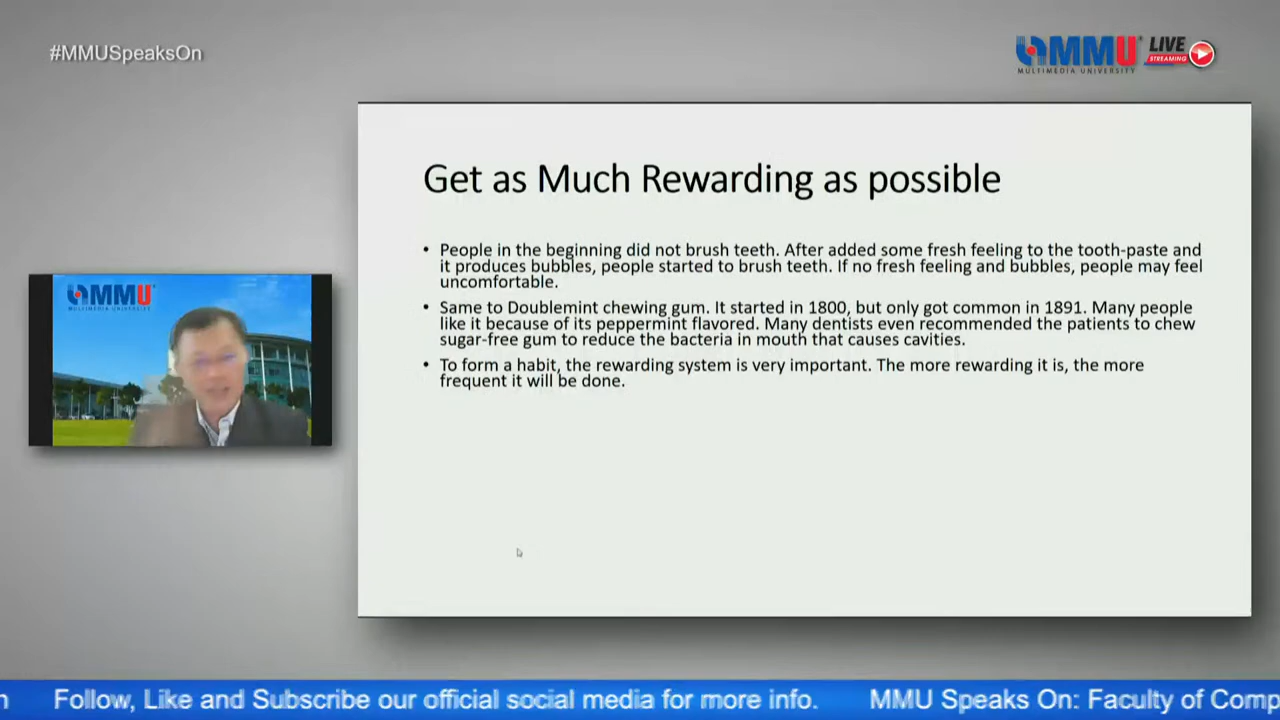 #MMUSpeaksOn
MMU LIVE
MULTIMEDIA UNIVERSITY STREAMING
Get as Much Rewarding as possible
• People in the beginning did not brush teeth. After added some fresh feeling to the tooth-paste and
it produces bubbles, people started to brush teeth. If no fresh feeling and bubbles, people may feel
uncomfortable.
• Same to Doublemint chewing gum. It started in 1800, but only got common in 1891. Many people
like it because of its peppermint flavored. Many dentists even recommended the patients to chew
sugar-free gum to reduce the bacteria in mouth that causes cavities.
• To form a habit, the rewarding system is very important. The more rewarding it is, the more
frequent it will be done.
MMU
MULTIMEDIA UNIVERSITY
n Follow, Like and Subscribe our official social media for more info. MMU Speaks On: Faculty of Comp